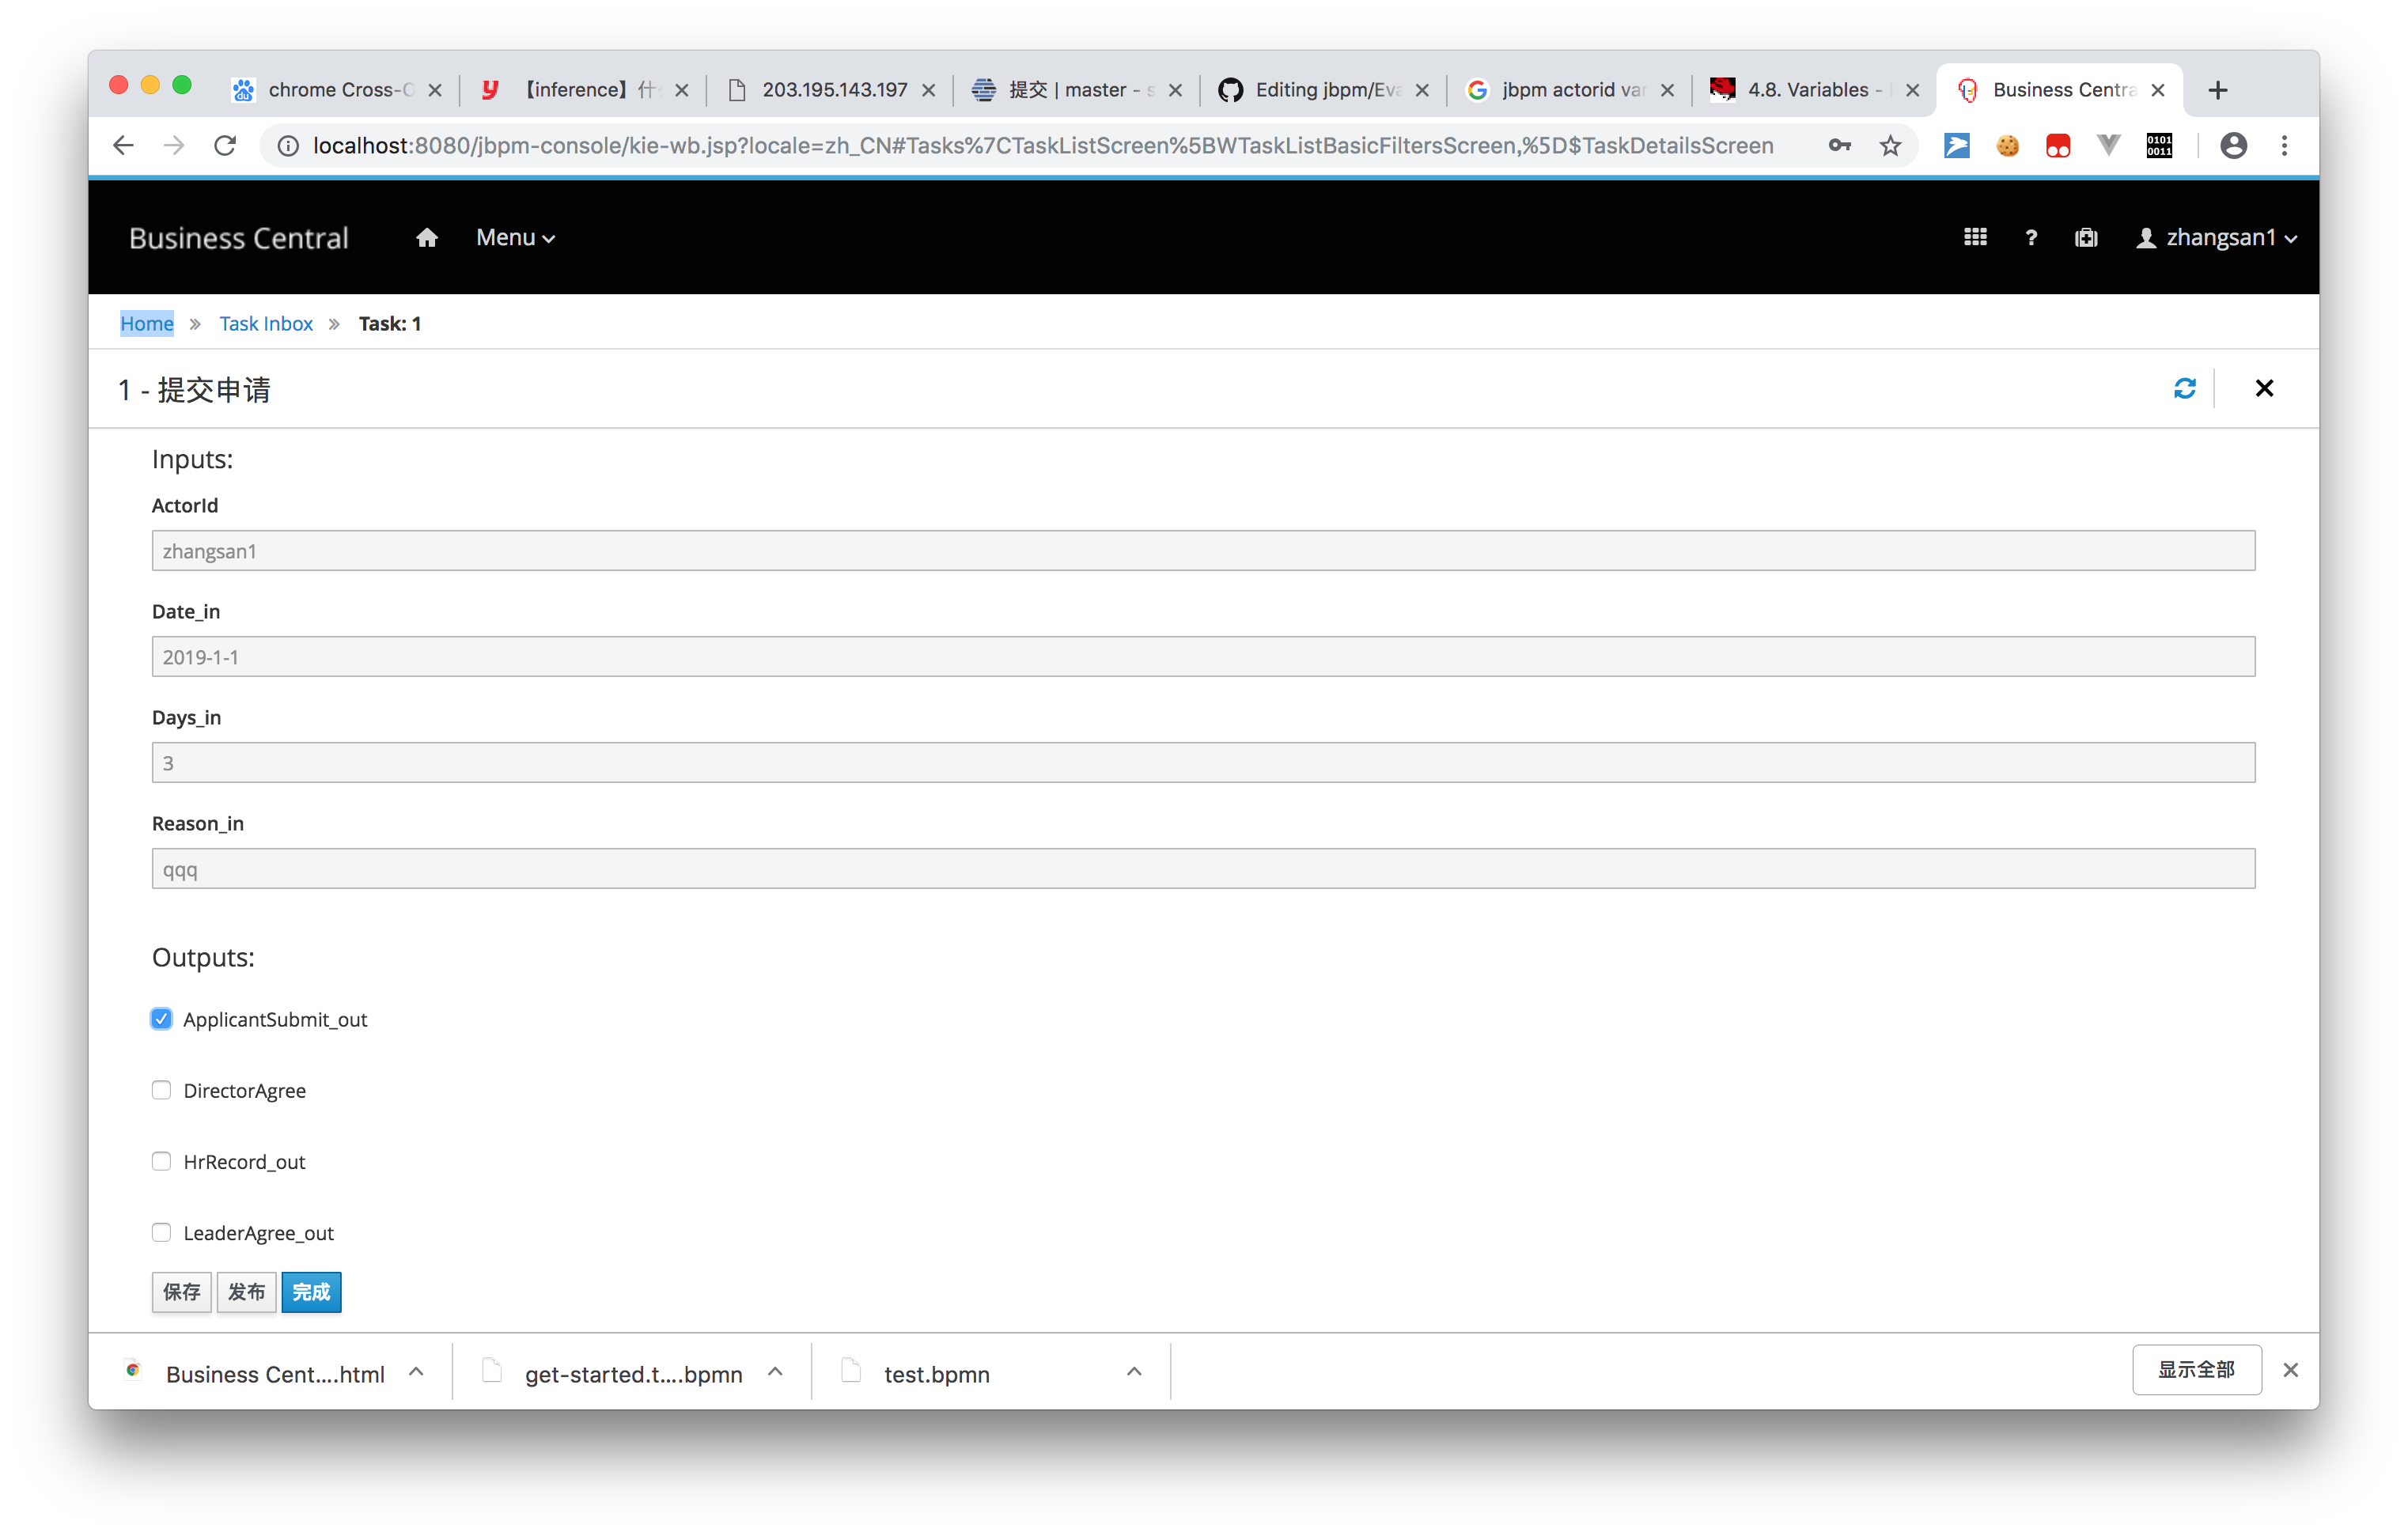 chrome Cross-O
【inference】什
203.195.143.197
提交 | master - s
Editing jbpm/Eva
jbpm actorid var
4.8. Variables -
Business Centra
localhost:8080/jbpm-console/kie-wb.jsp?locale=zh_CN#Tasks%7CTaskListScreen%5BWTaskListBasicFiltersScreen,%5D$TaskDetailsScreen
0101
0011
Business Central
Menu
?
zhangsan1
Home » Task Inbox » Task: 1
1 - 提交申请
Inputs:
ActorId
zhangsan1
Date_in
2019-1-1
Days_in
3
Reason_in
qqq
Outputs:
ApplicantSubmit_out
DirectorAgree
HrRecord_out
LeaderAgree_out
保存 发布 完成
Business Cent....html
get-started.t....bpmn
test.bpmn
显示全部